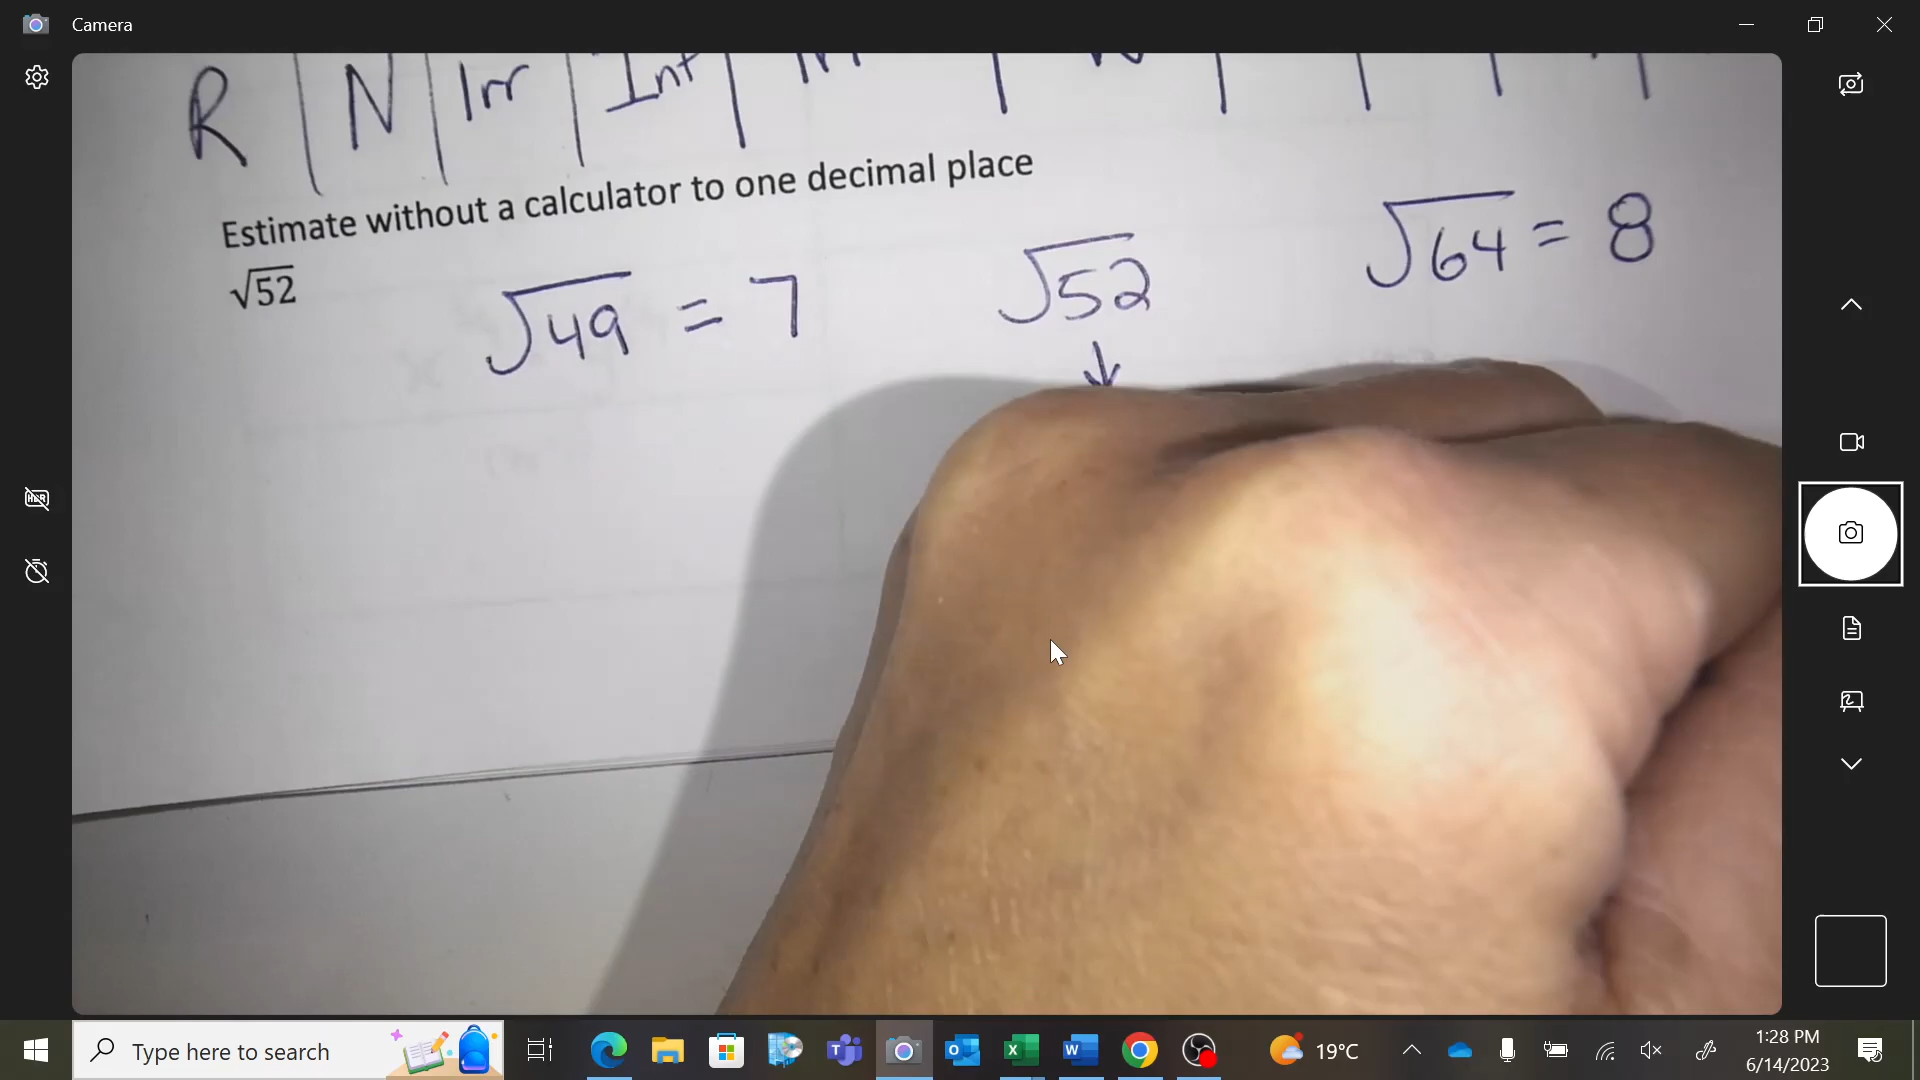 Camera
R | N | Irr | Int |
Estimate without a calculator to one decimal place
√52
√49 = 7
√52
↓
√64 = 8
Type here to search
19°C
1:28 PM
6/14/2023